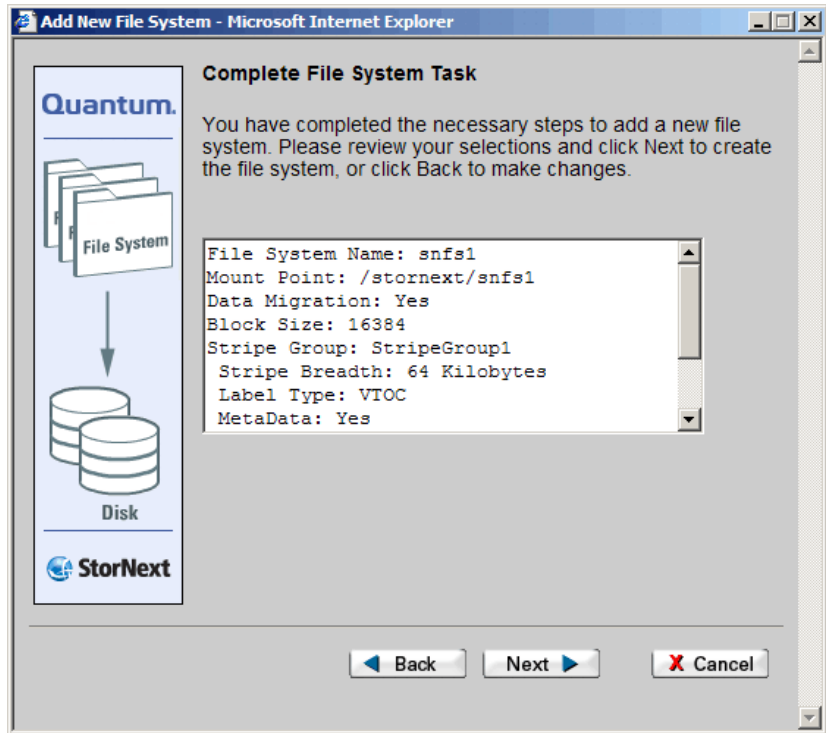 Add New File System - Microsoft Internet Explorer
Quantum.
File System
Disk
StorNext
Complete File System Task
You have completed the necessary steps to add a new file
system. Please review your selections and click Next to create
the file system, or click Back to make changes.
File System Name: snfs1
Mount Point: /stornext/snfs1
Data Migration: Yes
Block Size: 16384
Stripe Group: StripeGroup1
Stripe Breadth: 64 Kilobytes
Label Type: VTOC
MetaData: Yes
Back
Next
X Cancel